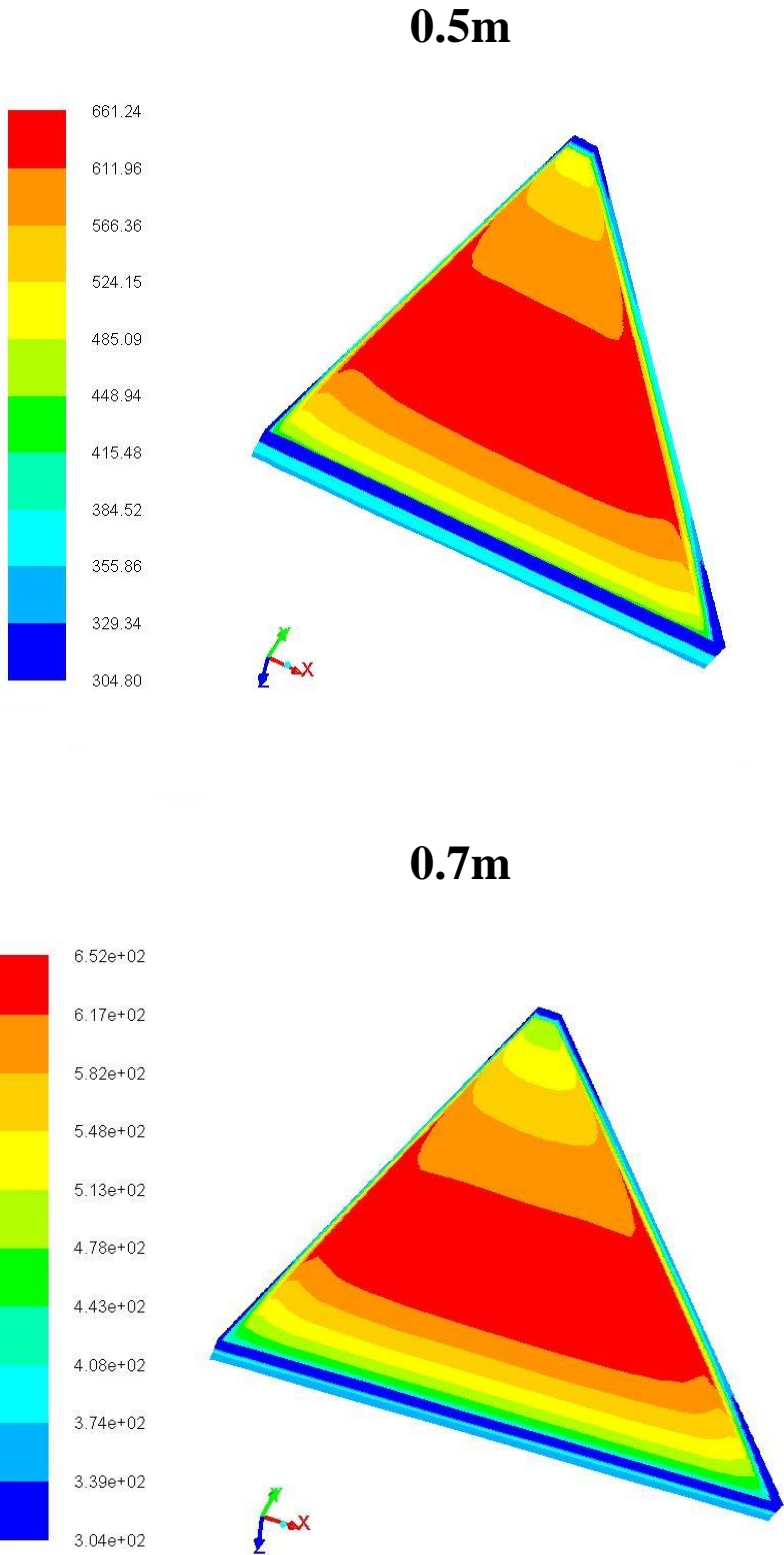 0.5m
661.24
611.96
566.36
524.15
485.09
448.94
415.48
384.52
355.86
329.34
304.80
Y
X
Z
0.7m
6.52e+02
6.17e+02
5.82e+02
5.48e+02
5.13e+02
4.78e+02
4.43e+02
4.08e+02
3.74e+02
3.39e+02
3.04e+02
Y
X
Z